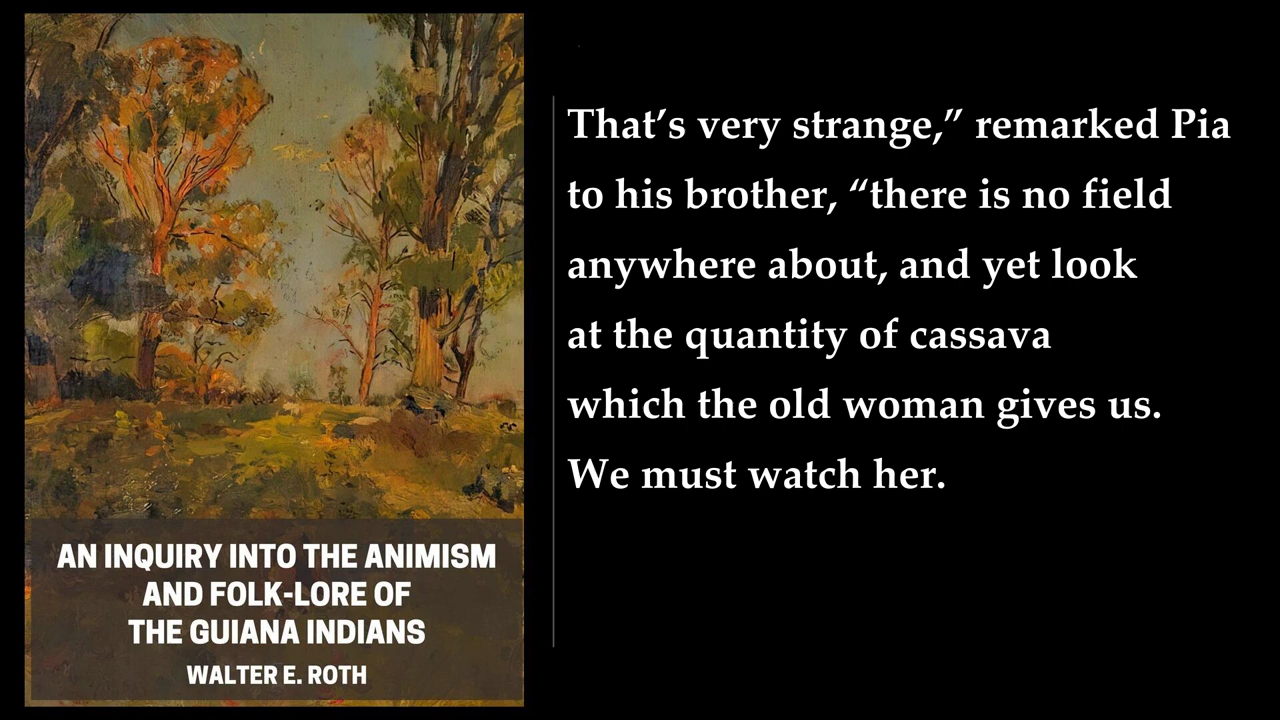 That’s very strange,” remarked Pia
to his brother, “there is no field
anywhere about, and yet look
at the quantity of cassava
which the old woman gives us.
We must watch her.
AN INQUIRY INTO THE ANIMISM
AND FOLK-LORE OF
THE GUIANA INDIANS
WALTER E. ROTH